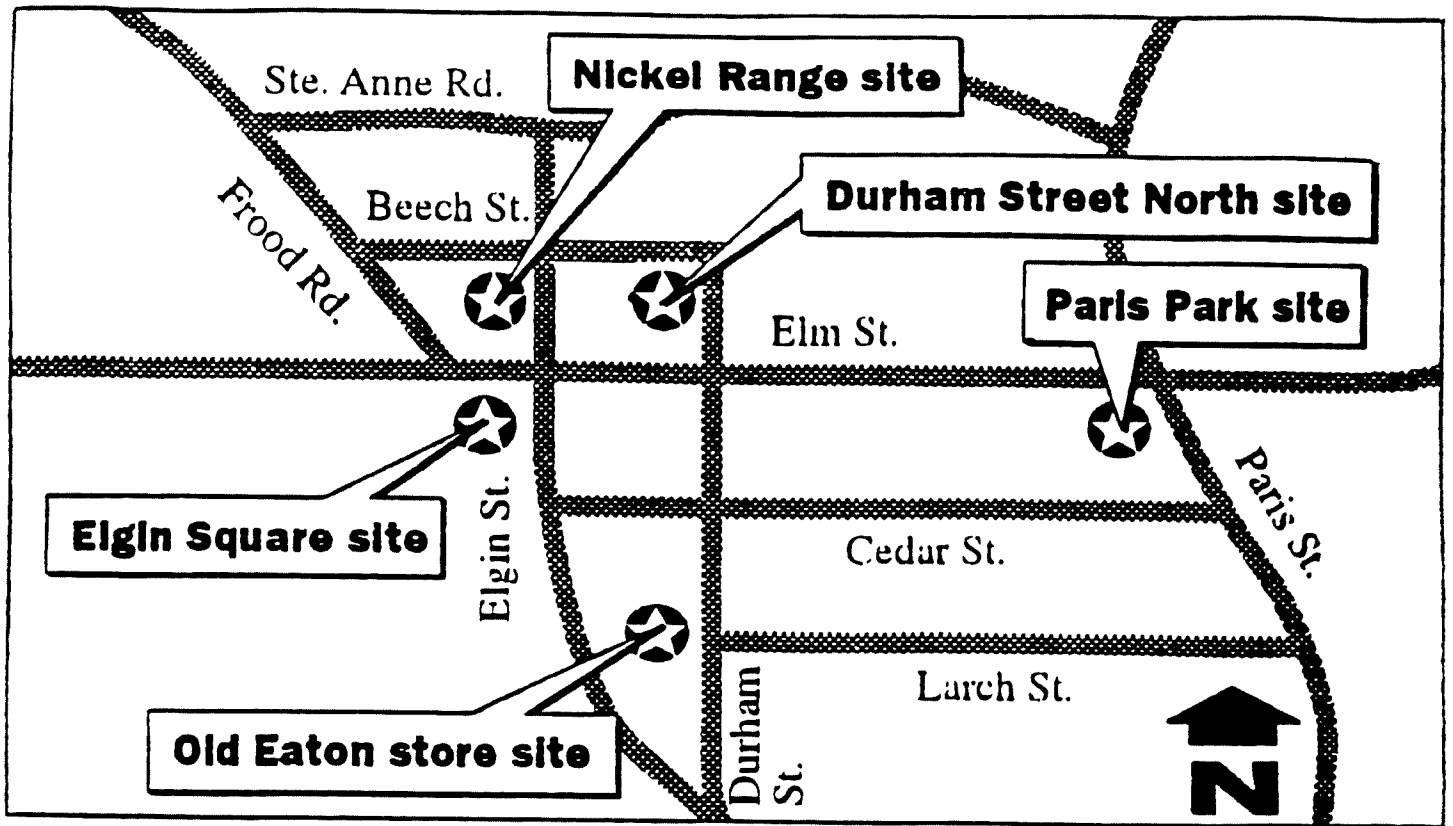 Ste. Anne Rd.
Nickel Range site
Beech St.
Durham Street North site
Frood Rd.
Paris Park site
Elm St.
Elgin Square site
Elgin St.
Cedar St.
Paris St.
Old Eaton store site
Durham
St.
Larch St.
N